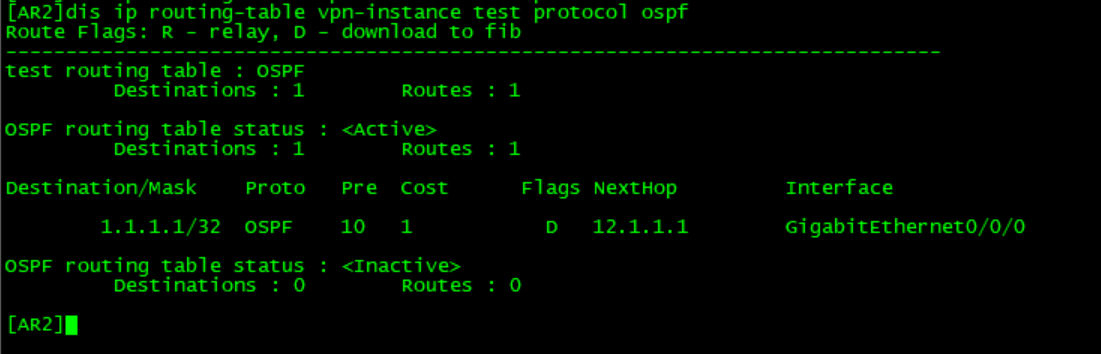 [AR2]dis ip routing-table vpn-instance test protocol ospf
Route Flags: R - relay, D - download to fib
------------------------------------------------------------------------------
test routing table : OSPF
         Destinations : 1        Routes : 1
OSPF routing table status : <Active>
         Destinations : 1        Routes : 1
Destination/Mask    Proto   Pre  Cost      Flags NextHop         Interface
        1.1.1.1/32  OSPF    10   1           D   12.1.1.1        GigabitEthernet0/0/0
OSPF routing table status : <Inactive>
         Destinations : 0        Routes : 0
[AR2]